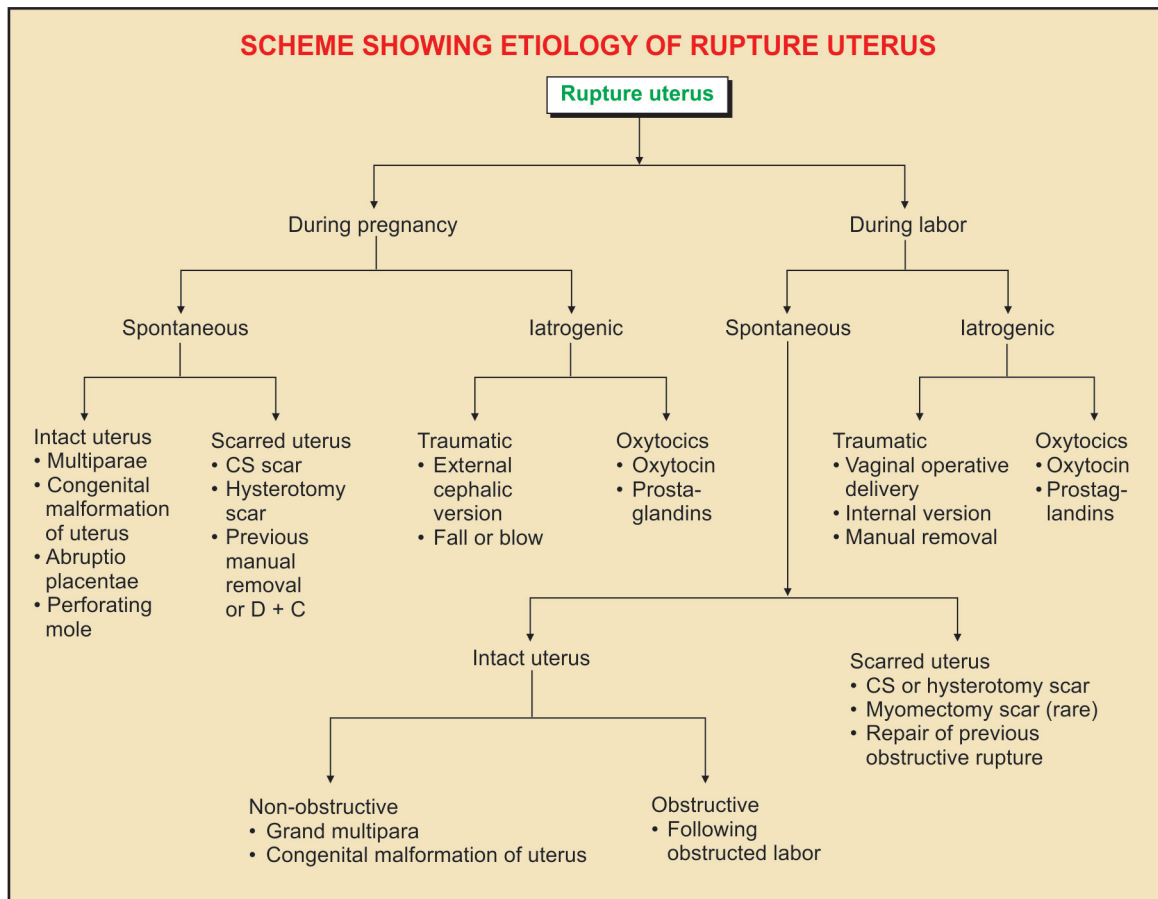 SCHEME SHOWING ETIOLOGY OF RUPTURE UTERUS
Rupture uterus
During pregnancy
During labor
Spontaneous
Iatrogenic
Spontaneous
Iatrogenic
Intact uterus
• Multiparae
• Congenital
malformation
of uterus
• Abruptio
placentae
• Perforating
mole
Scarred uterus
• CS scar
• Hysterotomy
scar
• Previous
manual
removal
or D + C
Traumatic
• External
cephalic
version
• Fall or blow
Oxytocics
• Oxytocin
• Prosta-
glandins
Traumatic
• Vaginal operative
delivery
• Internal version
• Manual removal
Oxytocics
• Oxytocin
• Prostag-
landins
Intact uterus
Scarred uterus
• CS or hysterotomy scar
• Myomectomy scar (rare)
• Repair of previous
obstructive rupture
Non-obstructive
• Grand multipara
• Congenital malformation of uterus
Obstructive
• Following
obstructed labor